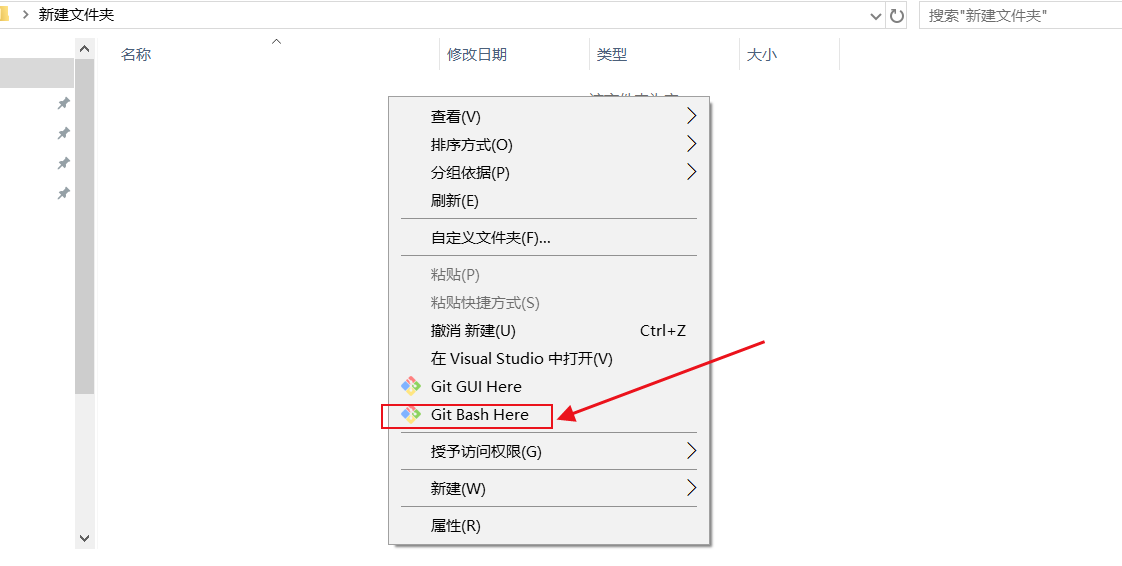 新建文件夹
搜索"新建文件夹"
名称
修改日期
类型
大小
查看(V)
排序方式(O)
分组依据(P)
刷新(E)
自定义文件夹(F)...
粘贴(P)
粘贴快捷方式(S)
撤消 新建(U) Ctrl+Z
在 Visual Studio 中打开(V)
Git GUI Here
Git Bash Here
授予访问权限(G)
新建(W)
属性(R)